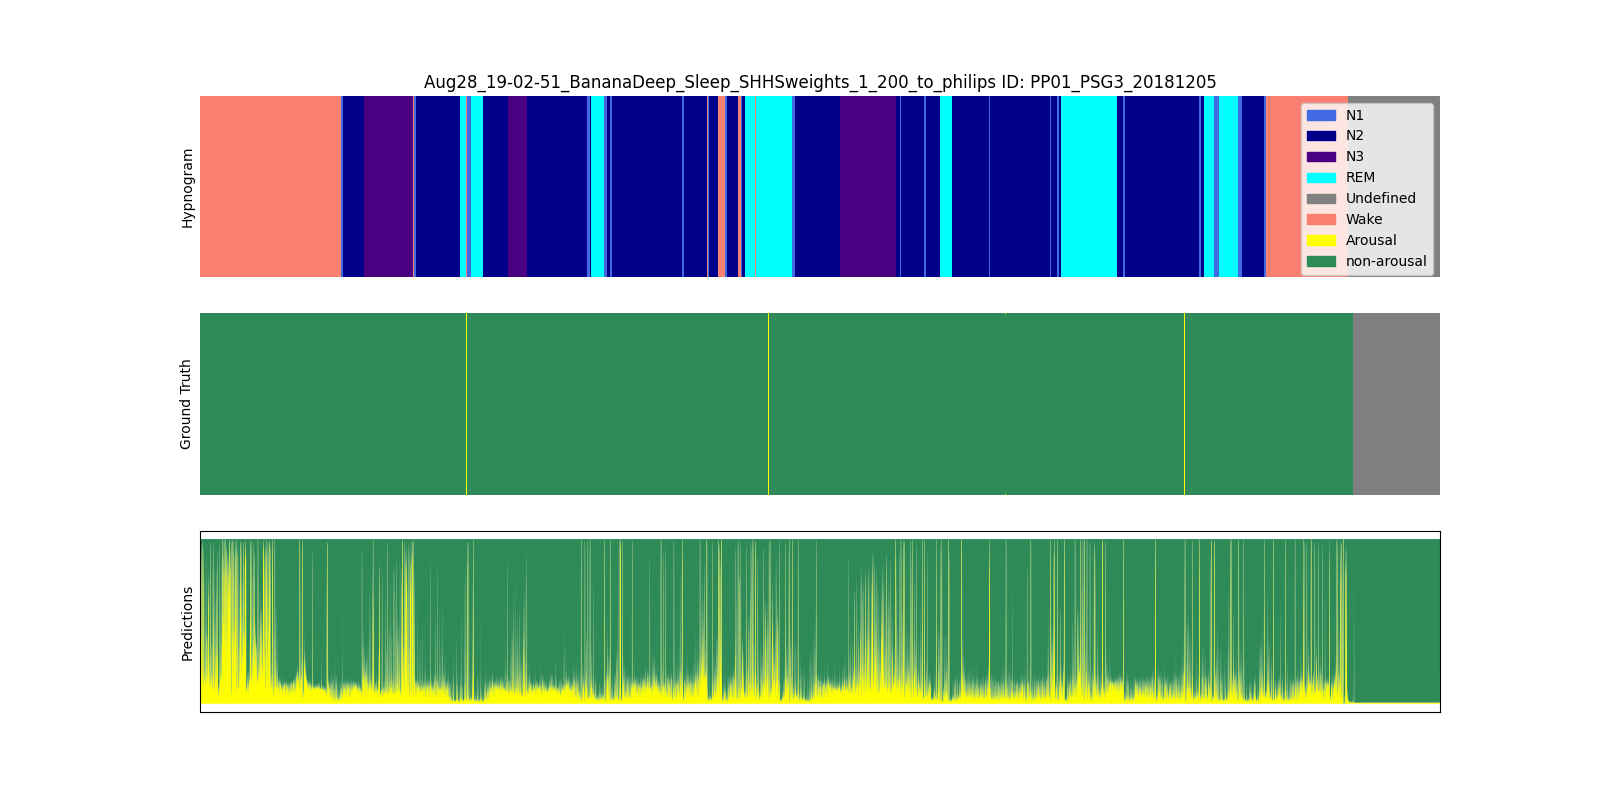 Aug28_19-02-51_BananaDeep_Sleep_SHHSweights_1_200_to_philips ID: PP01_PSG3_20181205
Hypnogram
N1
N2
N3
REM
Undefined
Wake
Arousal
non-arousal
Ground Truth
Predictions